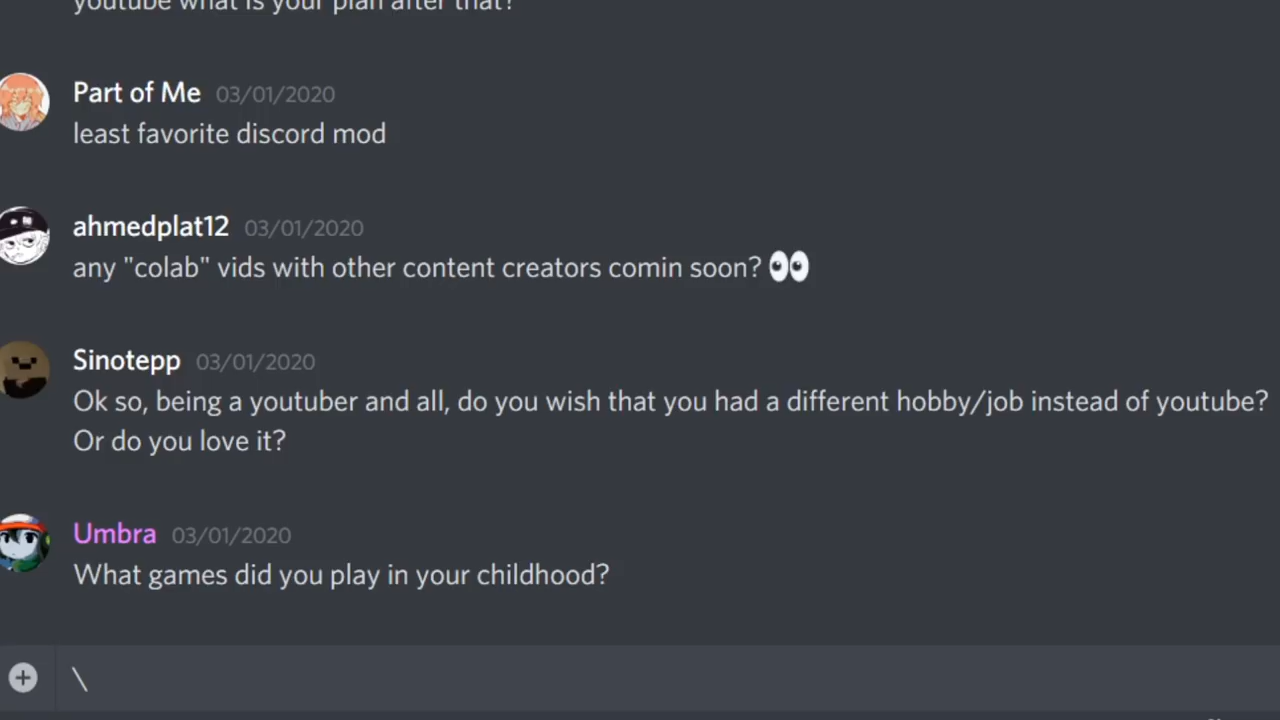 youtube what is your plan after that?
Part of Me 03/01/2020
least favorite discord mod
ahmedplat12 03/01/2020
any "colab" vids with other content creators comin soon? 👀
Sinotepp 03/01/2020
Ok so, being a youtuber and all, do you wish that you had a different hobby/job instead of youtube?
Or do you love it?
Umbra 03/01/2020
What games did you play in your childhood?
\